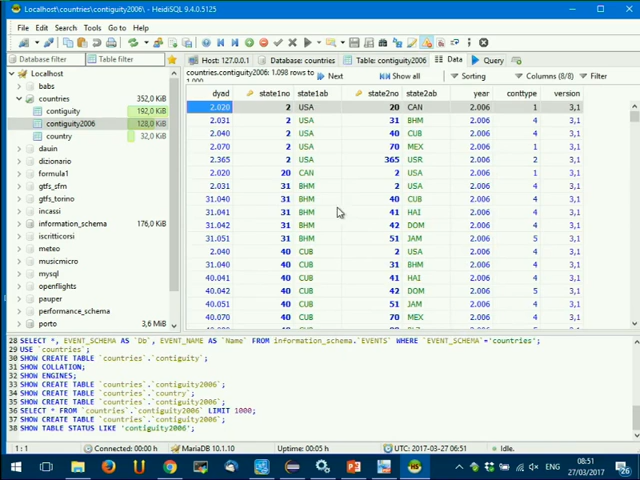 Localhost\countries\contiguity2006\ - HeidiSQL 9.4.0.5125
File Edit Search Tools Go to Help
Database filter Table filter
Host: 127.0.0.1 Database: countries Table: contiguity2006 Data Query
countries.contiguity2006: 1.098 rows to
Next Show all Sorting Columns (8/8) Filter
Localhost
babs
countries 352,0 KiB
contiguity 192,0 KiB
contiguity2006 128,0 KiB
country 32,0 KiB
dauin
dizionario
formula1
gtfs_sfm
gtfs_torino
incassi
information_schema 176,0 KiB
iscritticorsi
meteo
musicmicro
mysql
openflights
pauper
performance_schema
porto 3,6 MiB
dyad state1no state1ab state2no state2ab year conttype version
2.020 2 USA 20 CAN 2.006 1 3,1
2.031 2 USA 31 BHM 2.006 4 3,1
2.040 2 USA 40 CUB 2.006 4 3,1
2.070 2 USA 70 MEX 2.006 1 3,1
2.365 2 USA 365 USR 2.006 2 3,1
2.020 20 CAN 2 USA 2.006 1 3,1
2.031 31 BHM 2 USA 2.006 4 3,1
31.040 31 BHM 40 CUB 2.006 4 3,1
31.041 31 BHM 41 HAI 2.006 4 3,1
31.042 31 BHM 42 DOM 2.006 4 3,1
31.051 31 BHM 51 JAM 2.006 5 3,1
2.040 40 CUB 2 USA 2.006 4 3,1
31.040 40 CUB 31 BHM 2.006 4 3,1
40.041 40 CUB 41 HAI 2.006 4 3,1
40.042 40 CUB 42 DOM 2.006 5 3,1
40.051 40 CUB 51 JAM 2.006 4 3,1
40.070 40 CUB 70 MEX 2.006 4 3,1
28 SELECT *, EVENT_SCHEMA AS `Db`, EVENT_NAME AS `Name` FROM information_schema.`EVENTS` WHERE `EVENT_SCHEMA`='countries';
29 USE `countries`;
30 SHOW CREATE TABLE `countries`.`contiguity`;
31 SHOW COLLATION;
32 SHOW ENGINES;
33 SHOW CREATE TABLE `countries`.`contiguity2006`;
34 SHOW CREATE TABLE `countries`.`country`;
35 SHOW CREATE TABLE `countries`.`contiguity2006`;
36 SELECT * FROM `countries`.`contiguity2006` LIMIT 1000;
37 SHOW CREATE TABLE `countries`.`contiguity2006`;
38 SHOW TABLE STATUS LIKE 'contiguity2006';
1 : 1 Connected: 00:00 h MariaDB 10.1.10 Uptime: 00:05 h UTC: 2017-03-27 06:51 Idle.
08:51
27/03/2017